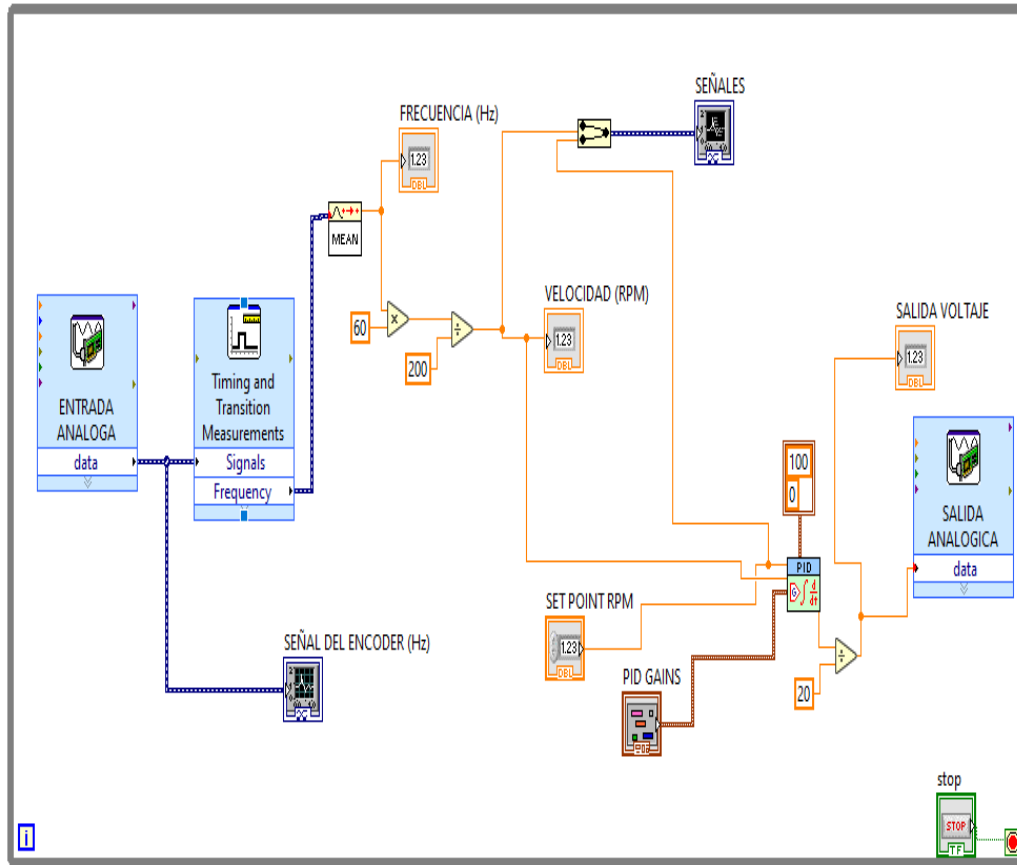 SEÑALES
FRECUENCIA (Hz)
1.23
DBL
MEAN
VELOCIDAD (RPM)
1.23
DBL
60
200
SALIDA VOLTAJE
1.23
DBL
ENTRADA
ANALOGA
data
Timing and
Transition
Measurements
Signals
Frequency
100
0
SALIDA
ANALOGICA
data
PID
d
dt
SET POINT RPM
1.23
DBL
20
SEÑAL DEL ENCODER (Hz)
PID GAINS
stop
STOP
TF
i